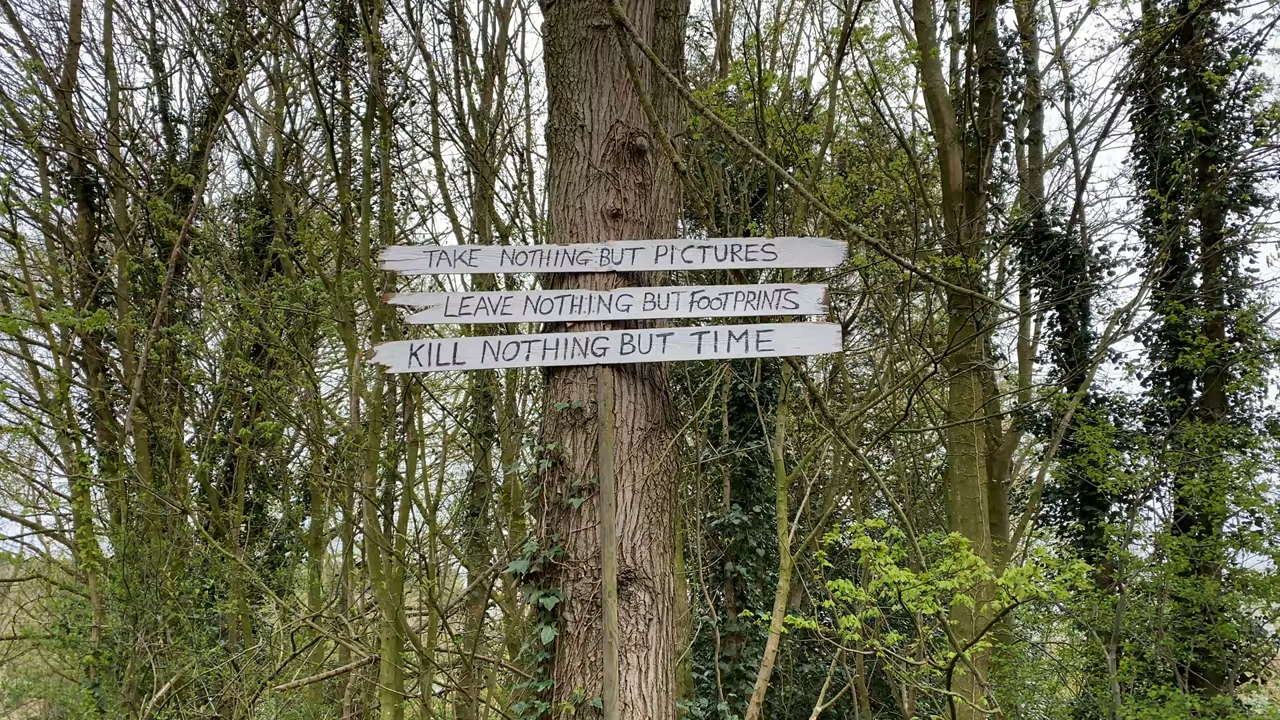 TAKE NOTHING BUT PICTURES
LEAVE NOTHING BUT FOOTPRINTS
KILL NOTHING BUT TIME